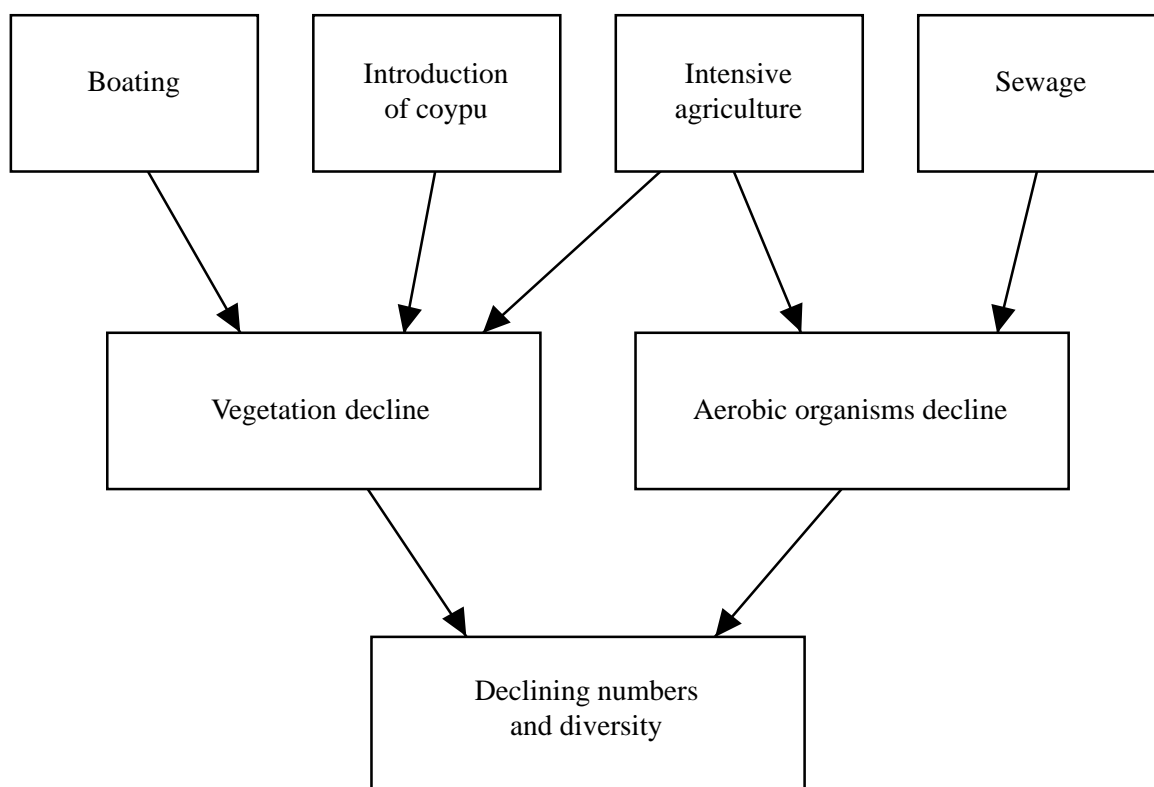 Boating
Introduction
of coypu
Intensive
agriculture
Sewage
Vegetation decline
Aerobic organisms decline
Declining numbers
and diversity